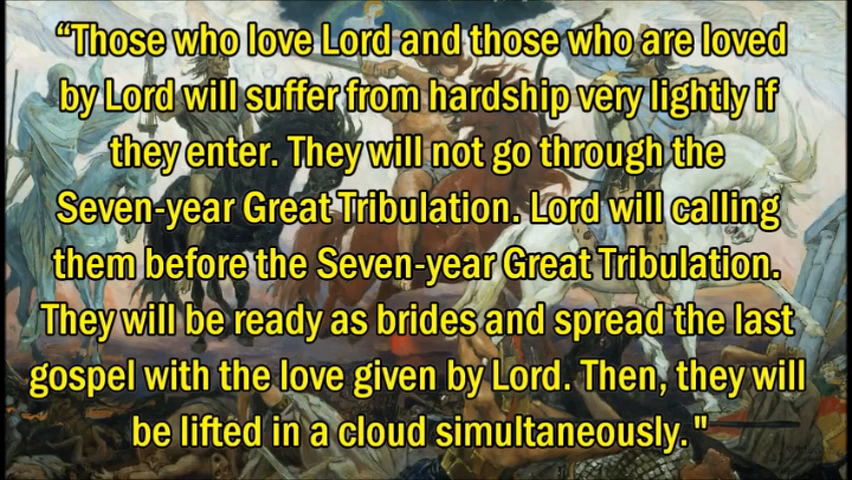 “Those who love Lord and those who are loved
by Lord will suffer from hardship very lightly if
they enter. They will not go through the
Seven-year Great Tribulation. Lord will calling
them before the Seven-year Great Tribulation.
They will be ready as brides and spread the last
gospel with the love given by Lord. Then, they will
be lifted in a cloud simultaneously."